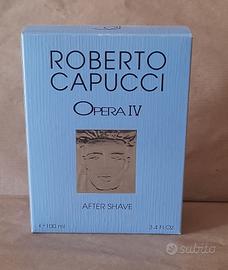 ROBERTO
CAPUCCI
OPERA IV
AFTER SHAVE
e 100 ml 3.4 Fl Oz
subito